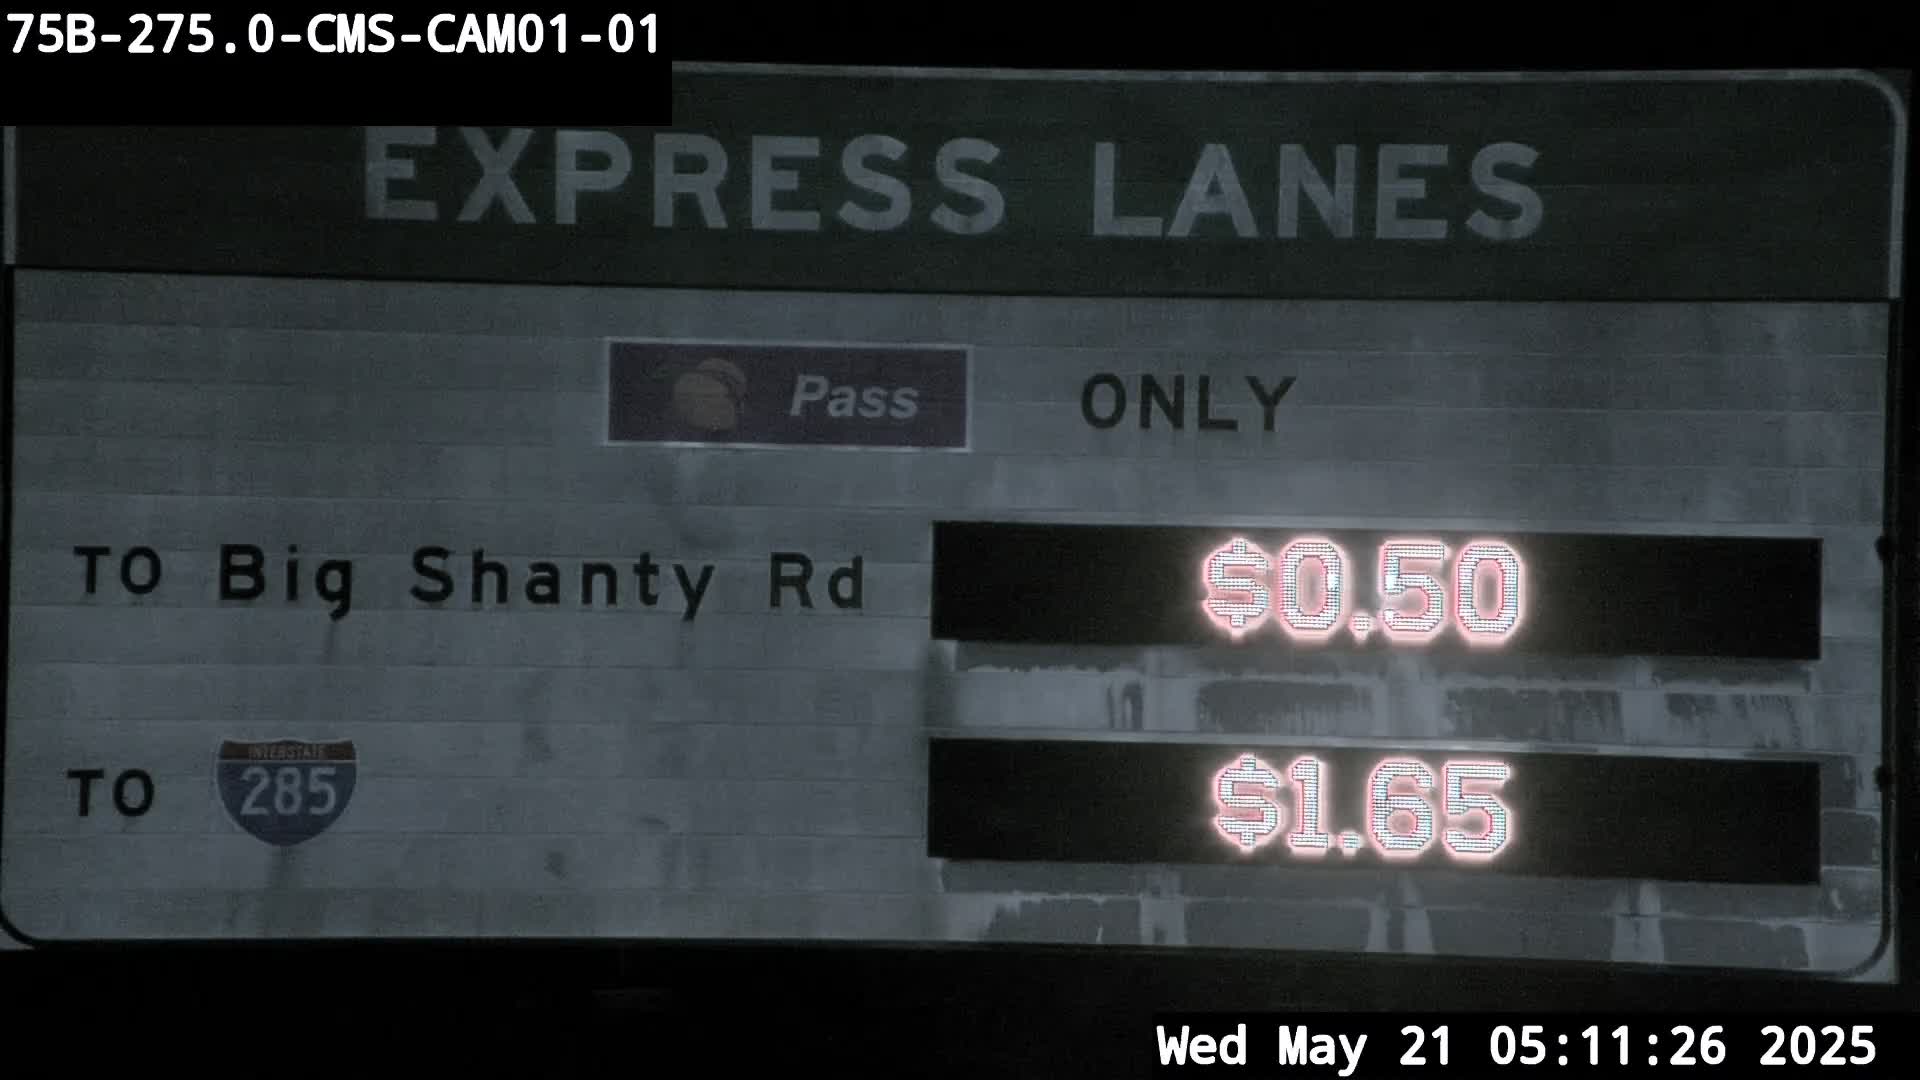 75B-275.0-CMS-CAM01-01
EXPRESS LANES
Pass ONLY
TO Big Shanty Rd $0.50
INTERSTATE
TO 285 $1.65
Wed May 21 05:11:26 2025